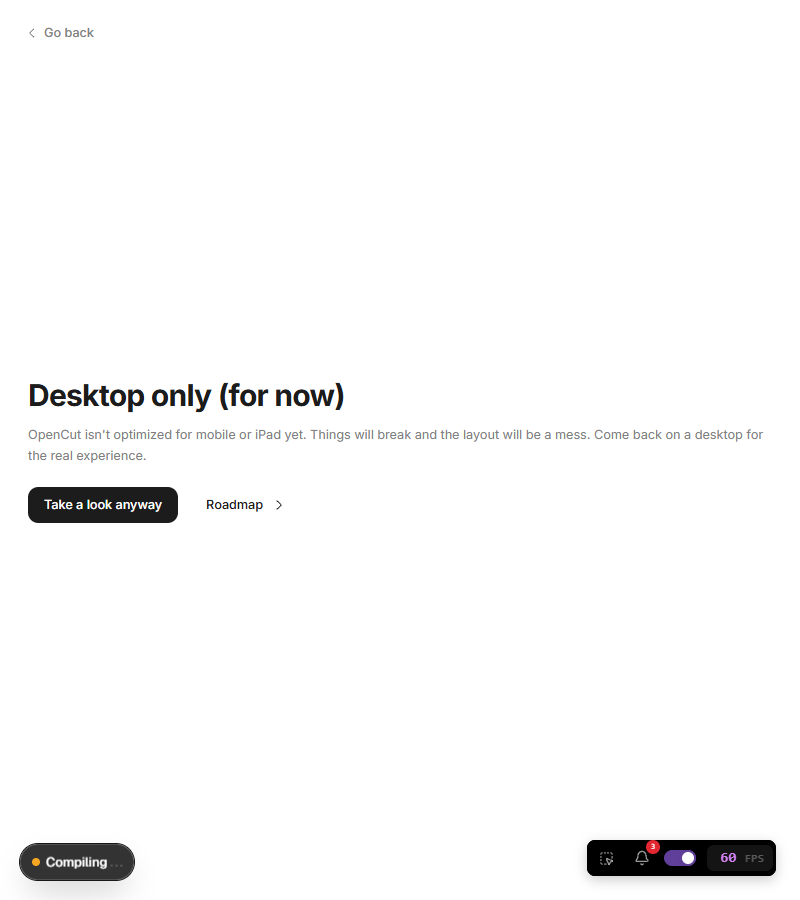 Go back
Desktop only (for now)
OpenCut isn't optimized for mobile or iPad yet. Things will break and the layout will be a mess. Come back on a desktop for
the real experience.
Take a look anyway
Roadmap
Compiling...
3
60 FPS